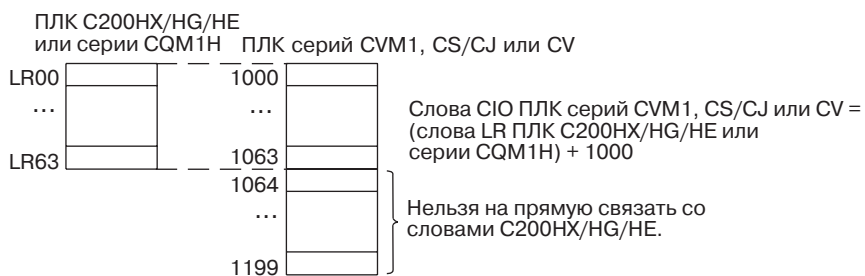 ПЛК C200HX/HG/HE
или серии CQM1H
ПЛК серий CVM1, CS/CJ или CV
LR00
1000
...
...
LR63
1063
1064
...
1199
Слова CIO ПЛК серий CVM1, CS/CJ или CV =
(слова LR ПЛК C200HX/HG/HE или
серии CQM1H) + 1000
Нельзя на прямую связать со
словами C200HX/HG/HE.